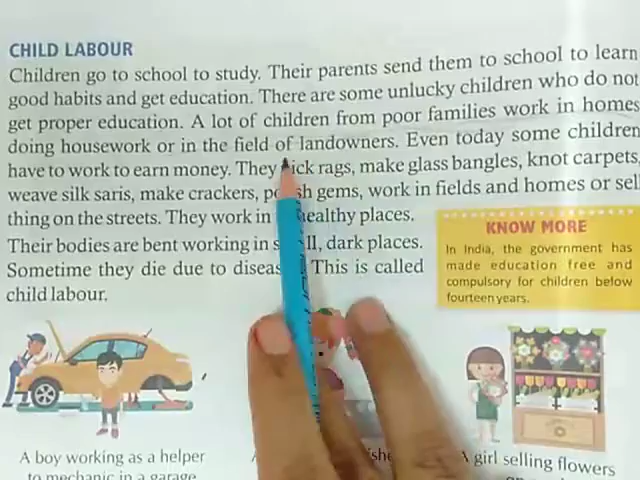 CHILD LABOUR
Children go to school to study. Their parents send them to school to learn
good habits and get education. There are some unlucky children who do not
get proper education. A lot of children from poor families work in homes
doing housework or in the field of landowners. Even today some children
have to work to earn money. They pick rags, make glass bangles, knot carpets,
weave silk saris, make crackers, polish gems, work in fields and homes or sell
thing on the streets. They work in unhealthy places.
Their bodies are bent working in small, dark places.
Sometime they die due to disease. This is called
child labour.
KNOW MORE
In India, the government has
made education free and
compulsory for children below
fourteen years.
A boy working as a helper
to mechanic in a garage
A girl selling flowers